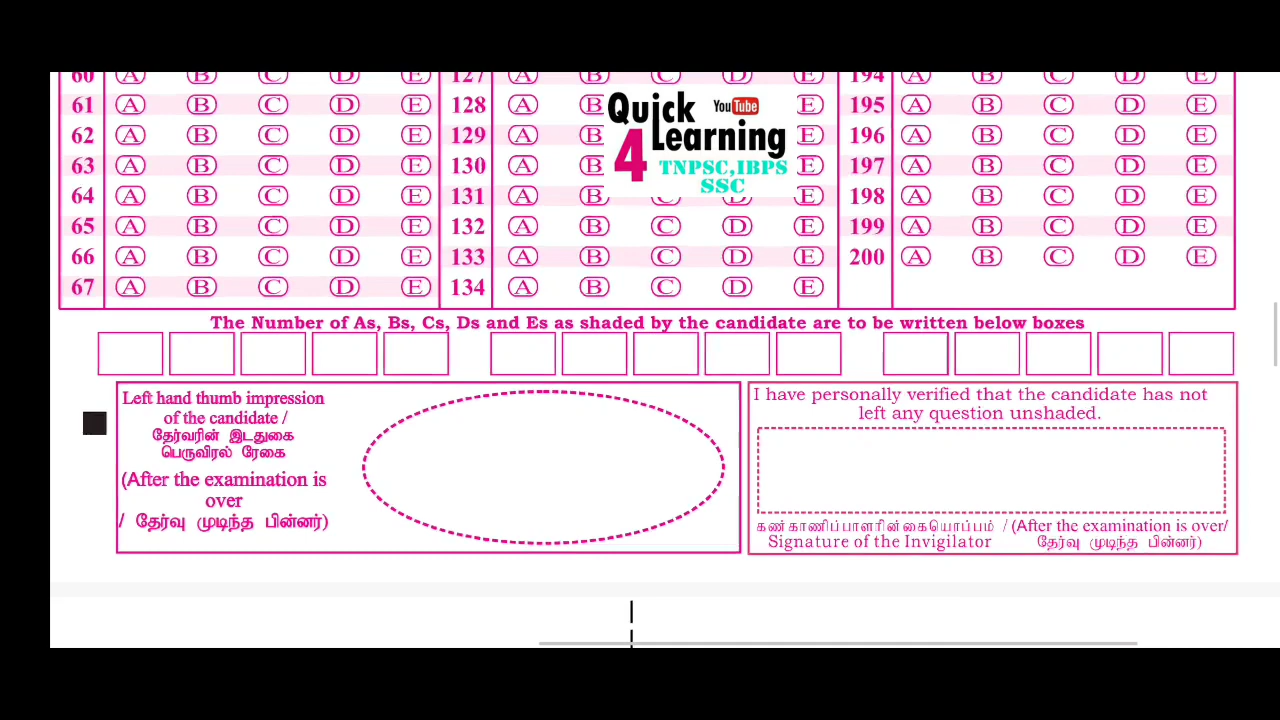 60 A B C D E 127 A B C D E 194 A B C D E
61 A B C D E 128 A B E 195 A B C D E
62 A B C D E 129 A B E 196 A B C D E
63 A B C D E 130 A B E 197 A B C D E
64 A B C D E 131 A B C D E 198 A B C D E
65 A B C D E 132 A B C D E 199 A B C D E
66 A B C D E 133 A B C D E 200 A B C D E
67 A B C D E 134 A B C D E
Quick YouTube
4 Learning
TNPSC,IBPS
SSC
The Number of As, Bs, Cs, Ds and Es as shaded by the candidate are to be written below boxes
Left hand thumb impression
of the candidate /
தேர்வரின் இடதுகை
பெருவிரல் ரேகை
(After the examination is
over
/ தேர்வு முடிந்த பின்னர்)
I have personally verified that the candidate has not
left any question unshaded.
கண்காணிப்பாளரின்கையொப்பம் / (After the examination is over/
Signature of the Invigilator தேர்வு முடிந்த பின்னர்)